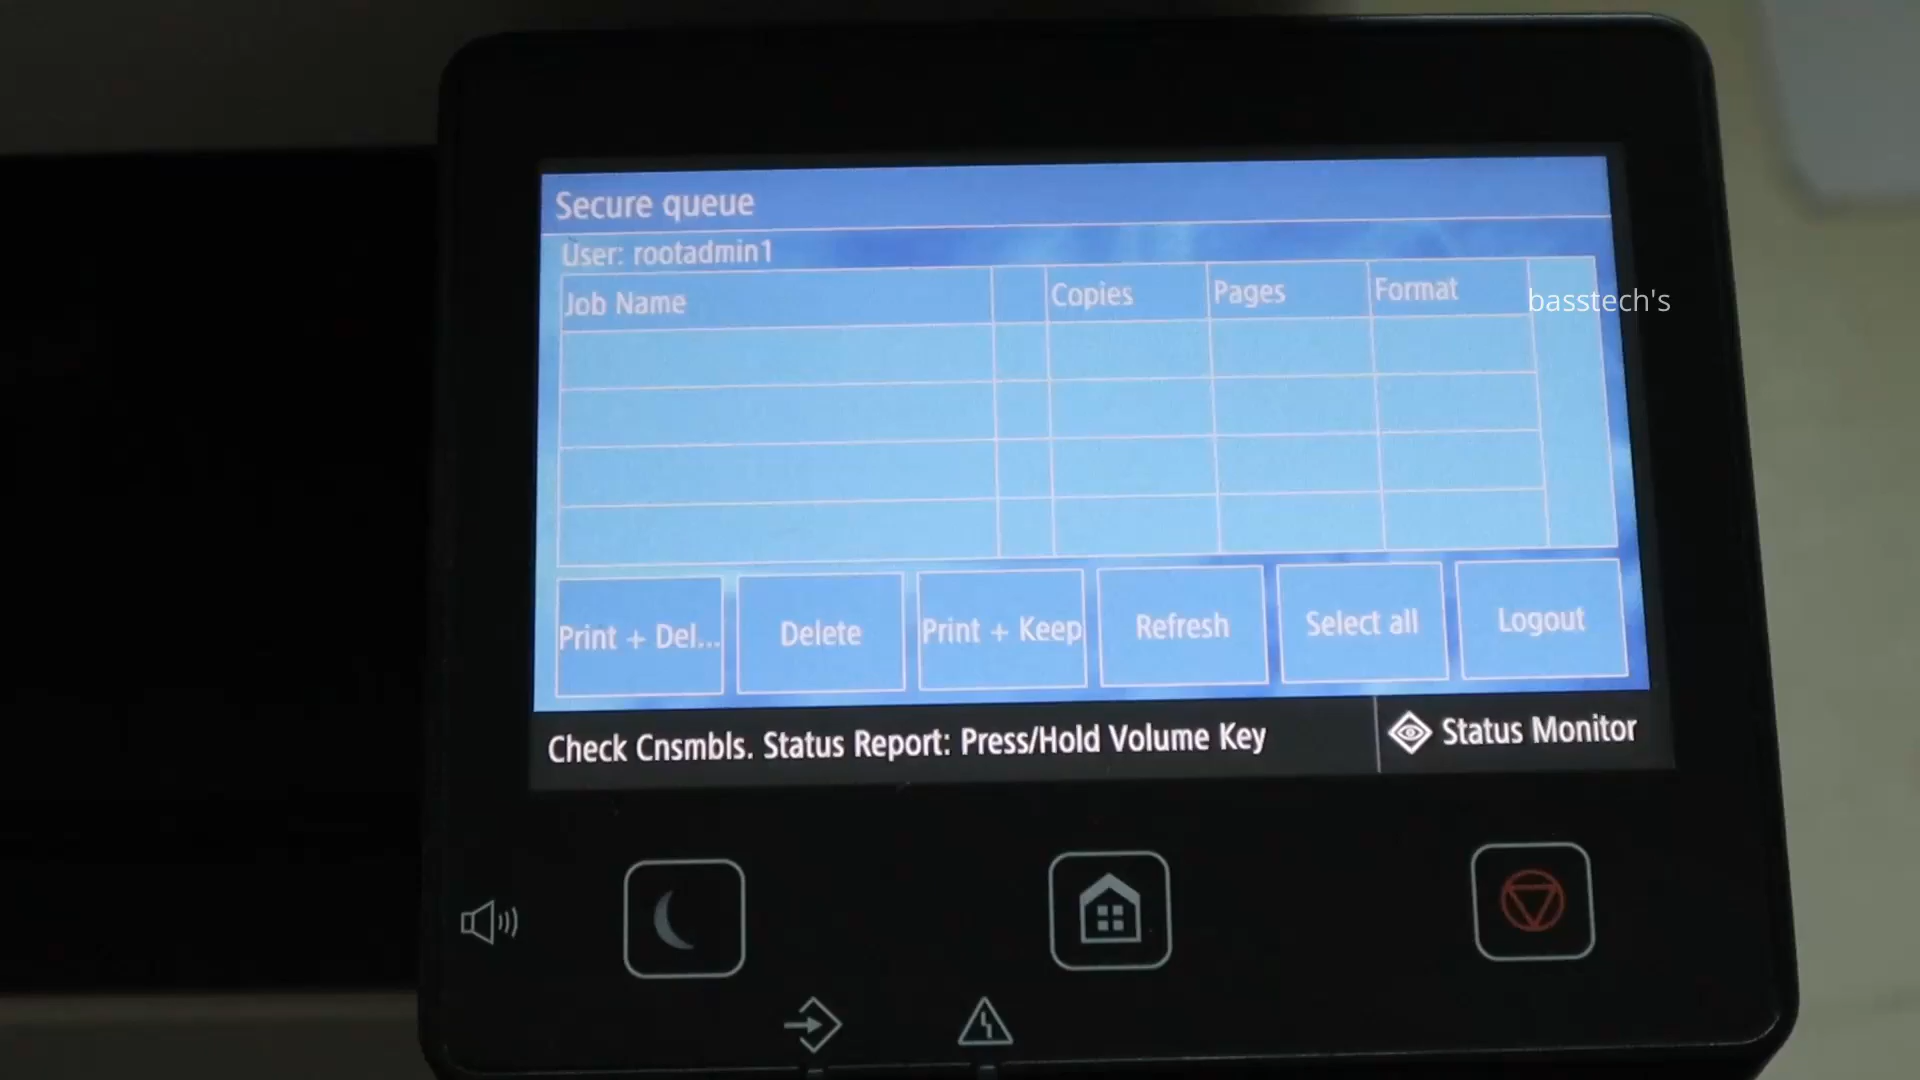 Secure queue
User: rootadmin1
Job Name Copies Pages Format
basstech's
Print + Del... Delete Print + Keep Refresh Select all Logout
Check Cnsmbls. Status Report: Press/Hold Volume Key Status Monitor